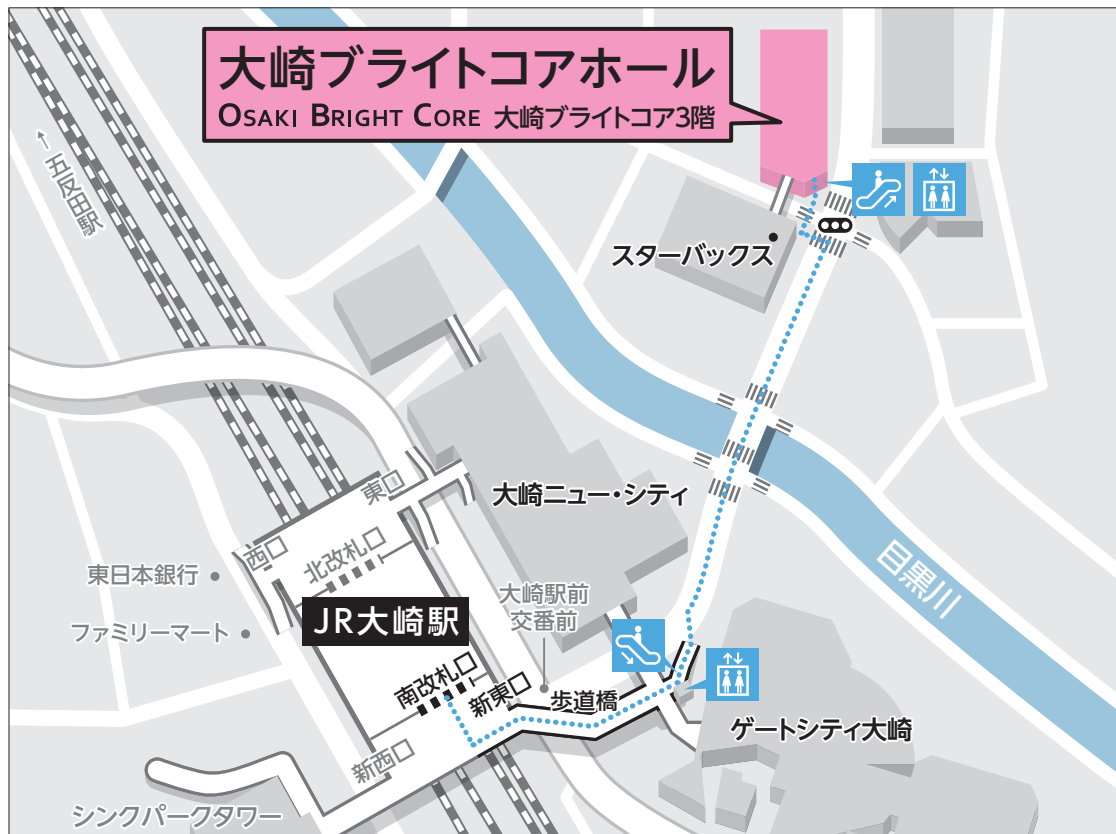 大崎ブライトコアホール
OSAKI BRIGHT CORE 大崎ブライトコア3階
←五反田駅
スターバックス
大崎ニュー・シティ
東口
西口
北改札口
東日本銀行
ファミリーマート
JR大崎駅
大崎駅前
交番前
目黒川
南改札口
新東口
歩道橋
ゲートシティ大崎
新西口
シンクパークタワー